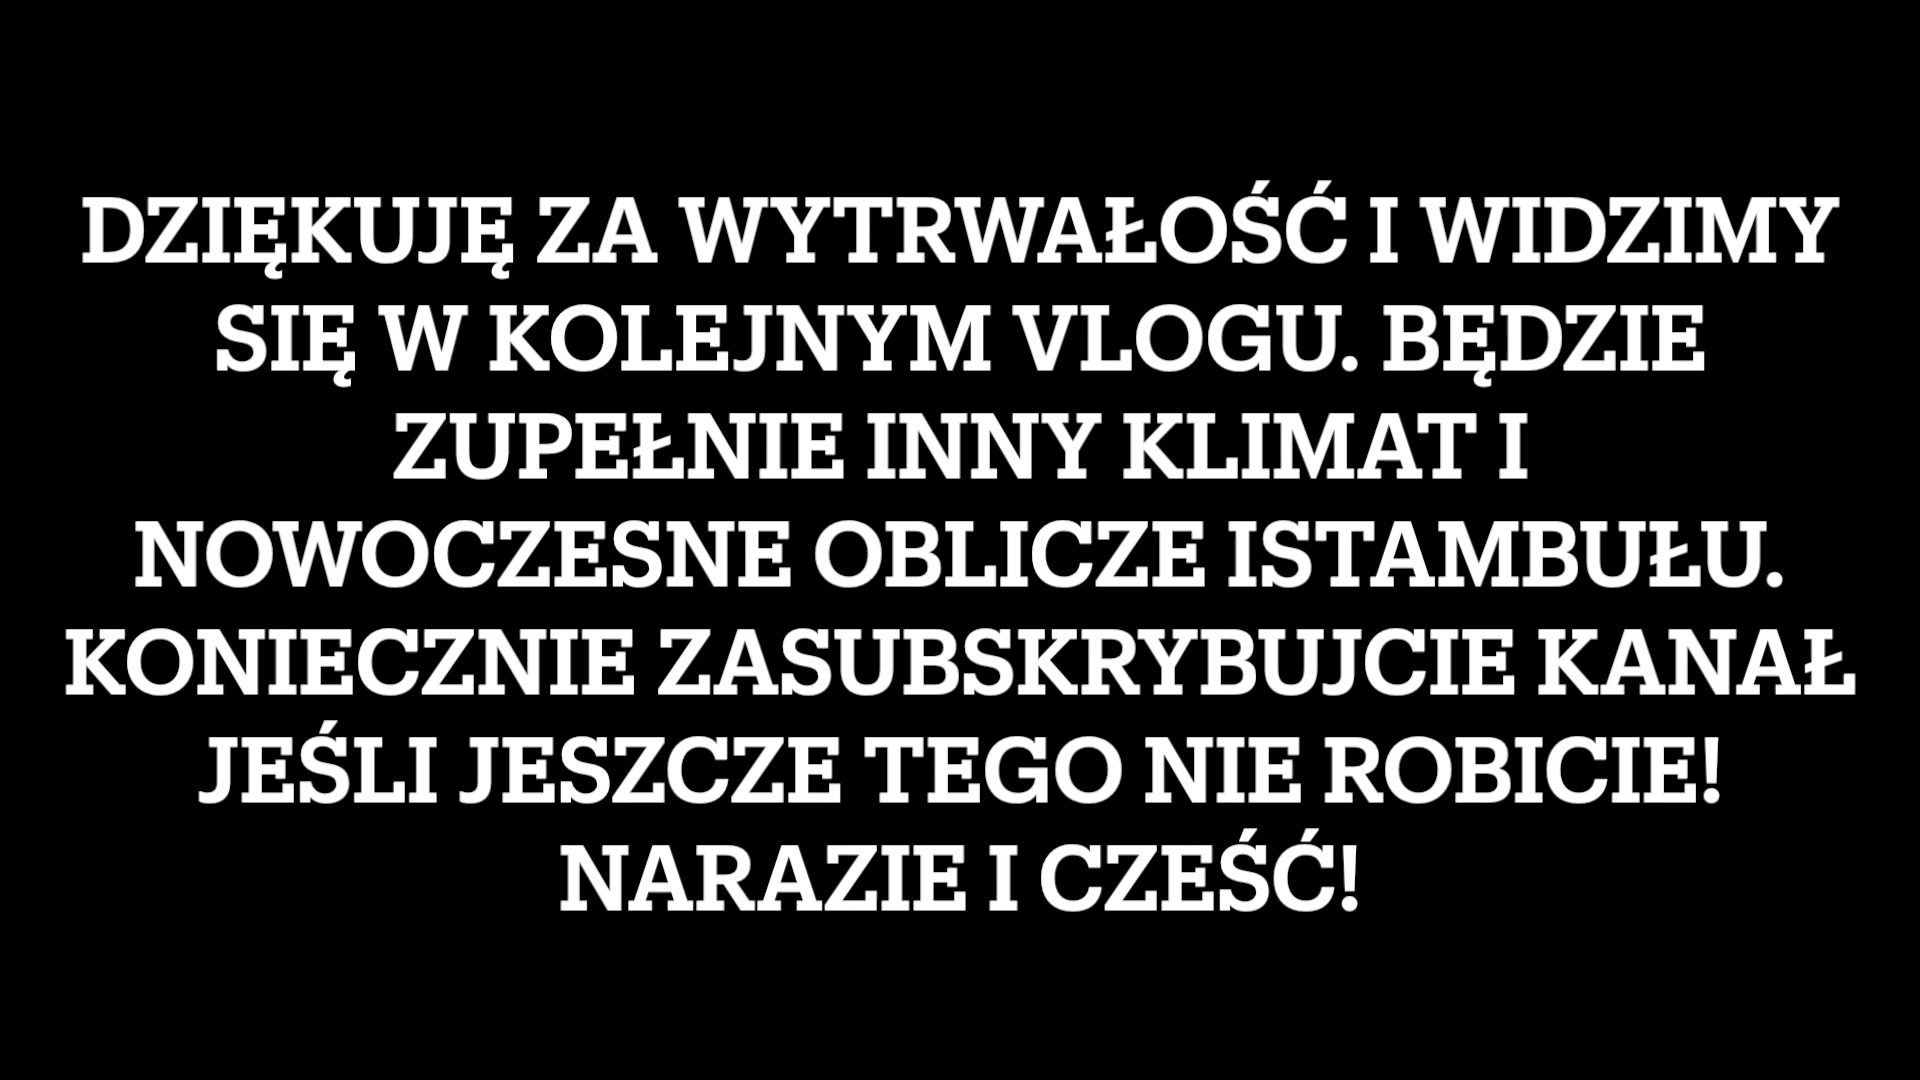 DZIĘKUJĘ ZA WYTRWAŁOŚĆ I WIDZIMY
SIĘ W KOLEJNYM VLOGU. BĘDZIE
ZUPEŁNIE INNY KLIMAT I
NOWOCZESNE OBLICZE ISTAMBUŁU.
KONIECZNIE ZASUBSKRYBUJCIE KANAŁ
JEŚLI JESZCZE TEGO NIE ROBICIE!
NARAZIE I CZEŚĆ!